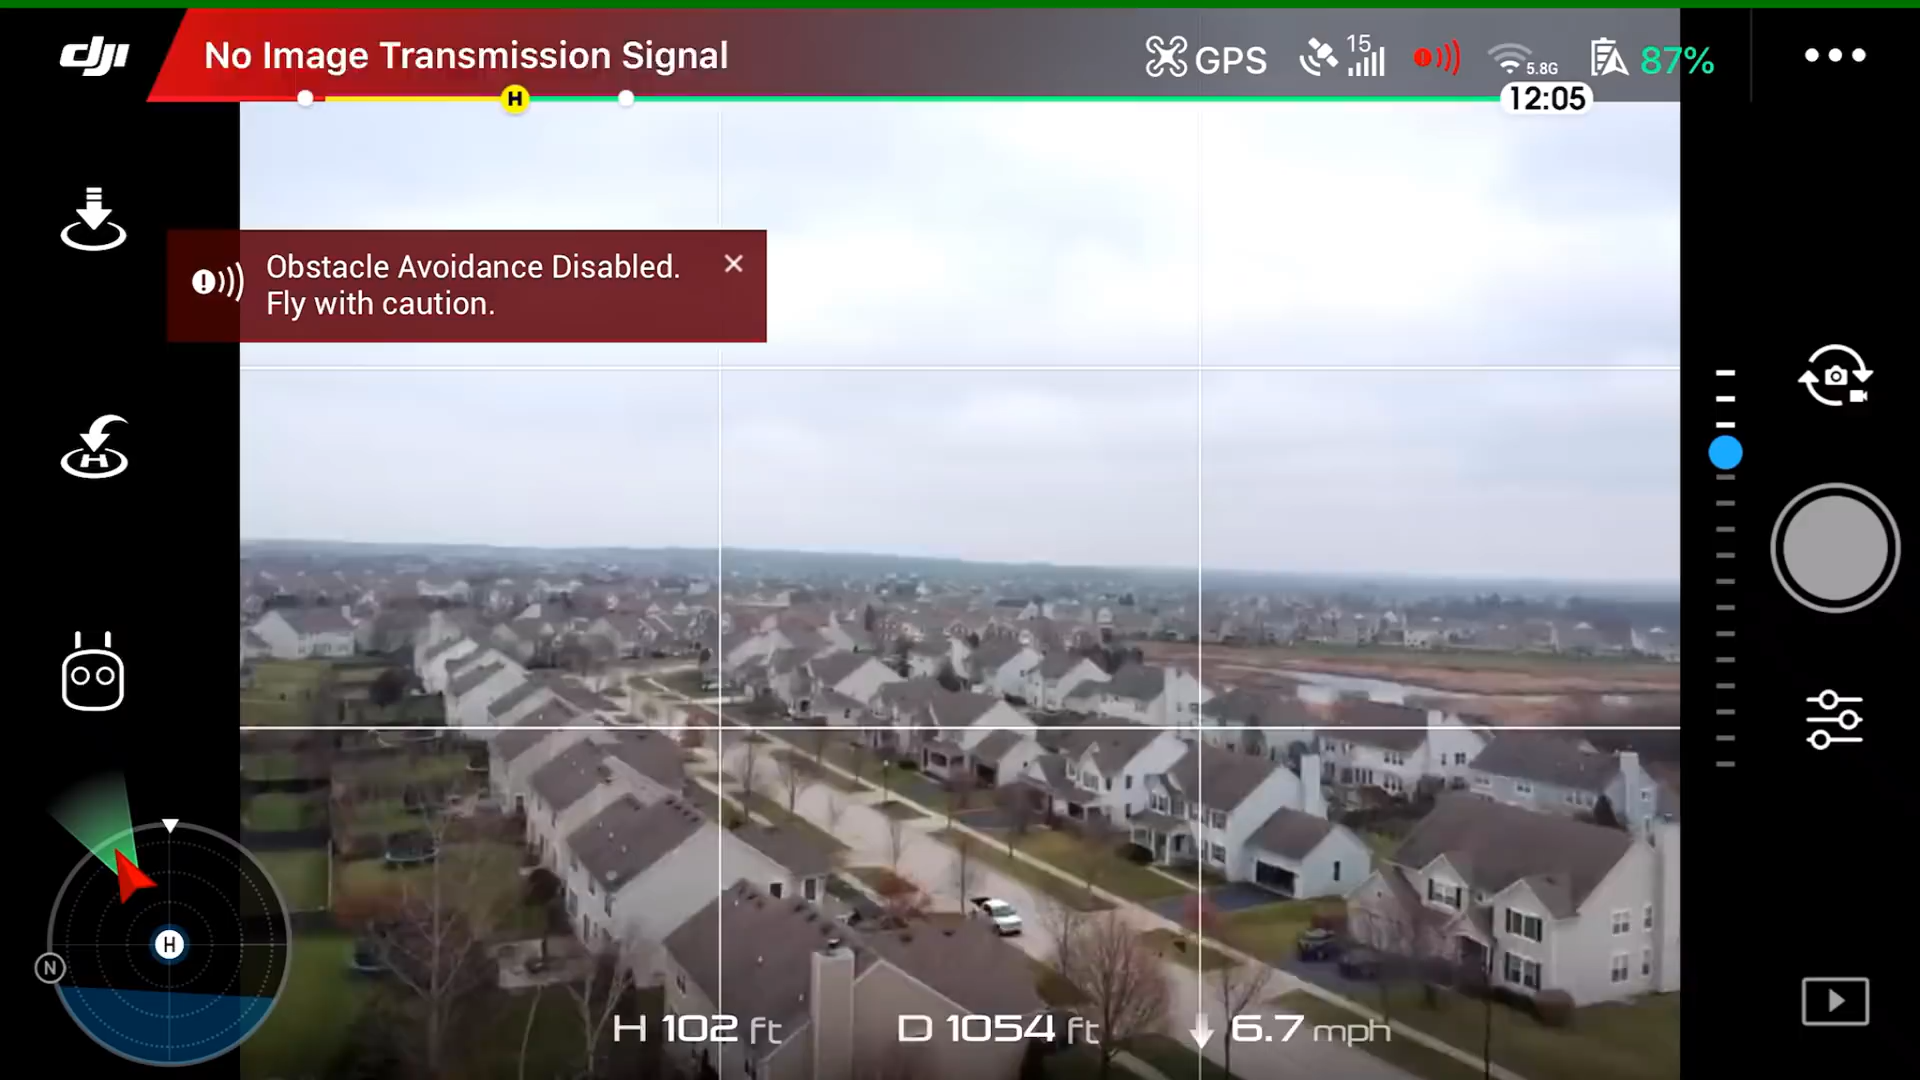 dji
No Image Transmission Signal
GPS
15
5.8G
87%
H
12:05
Obstacle Avoidance Disabled.
Fly with caution.
H
N
H
H 102 ft
D 1054 ft
6.7 mph